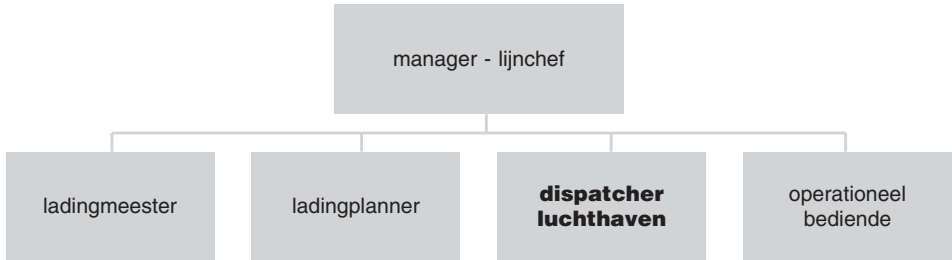 manager - lijnchef
ladingmeester
ladingplanner
dispatcher
luchthaven
operationeel
bediende